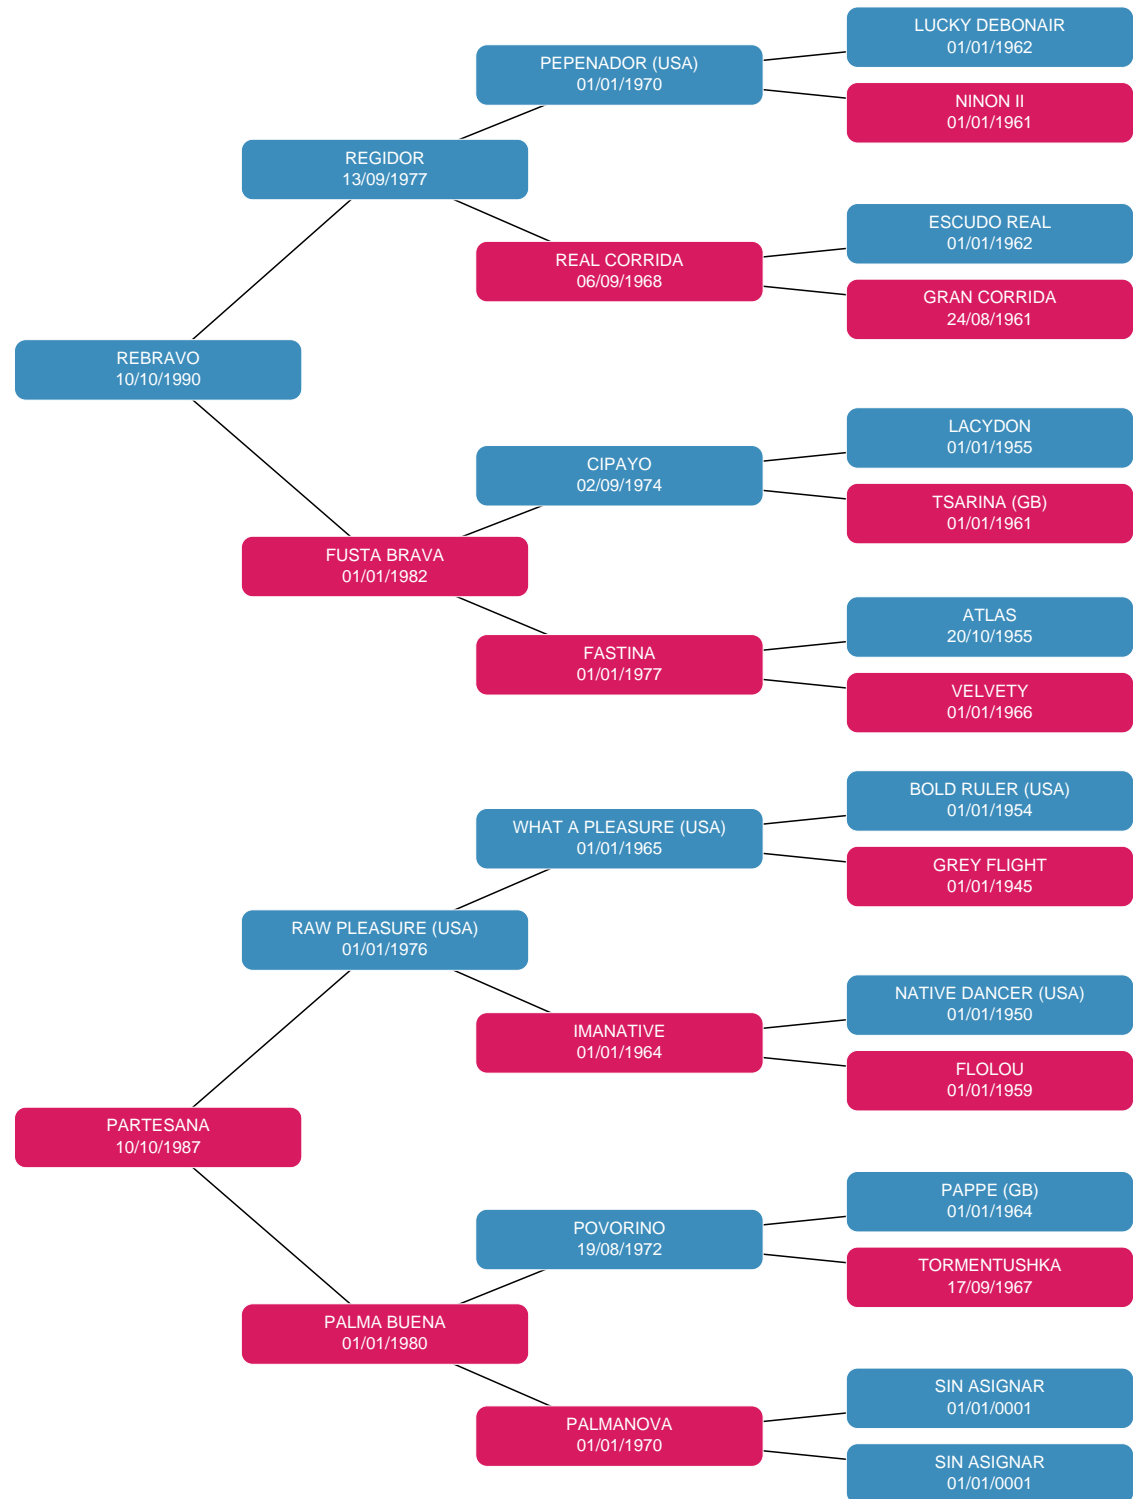 LUCKY DEBONAIR
01/01/1962
PEPENADOR (USA)
01/01/1970
NINON II
01/01/1961
REGIDOR
13/09/1977
ESCUDO REAL
01/01/1962
REAL CORRIDA
06/09/1968
GRAN CORRIDA
24/08/1961
REBRAVO
10/10/1990
LACYDON
01/01/1955
CIPAYO
02/09/1974
TSARINA (GB)
01/01/1961
FUSTA BRAVA
01/01/1982
ATLAS
20/10/1955
FASTINA
01/01/1977
VELVETY
01/01/1966
BOLD RULER (USA)
01/01/1954
WHAT A PLEASURE (USA)
01/01/1965
GREY FLIGHT
01/01/1945
RAW PLEASURE (USA)
01/01/1976
NATIVE DANCER (USA)
01/01/1950
IMANATIVE
01/01/1964
FLOLOU
01/01/1959
PARTESANA
10/10/1987
PAPPE (GB)
01/01/1964
POVORINO
19/08/1972
TORMENTUSHKA
17/09/1967
PALMA BUENA
01/01/1980
SIN ASIGNAR
01/01/0001
PALMANOVA
01/01/1970
SIN ASIGNAR
01/01/0001